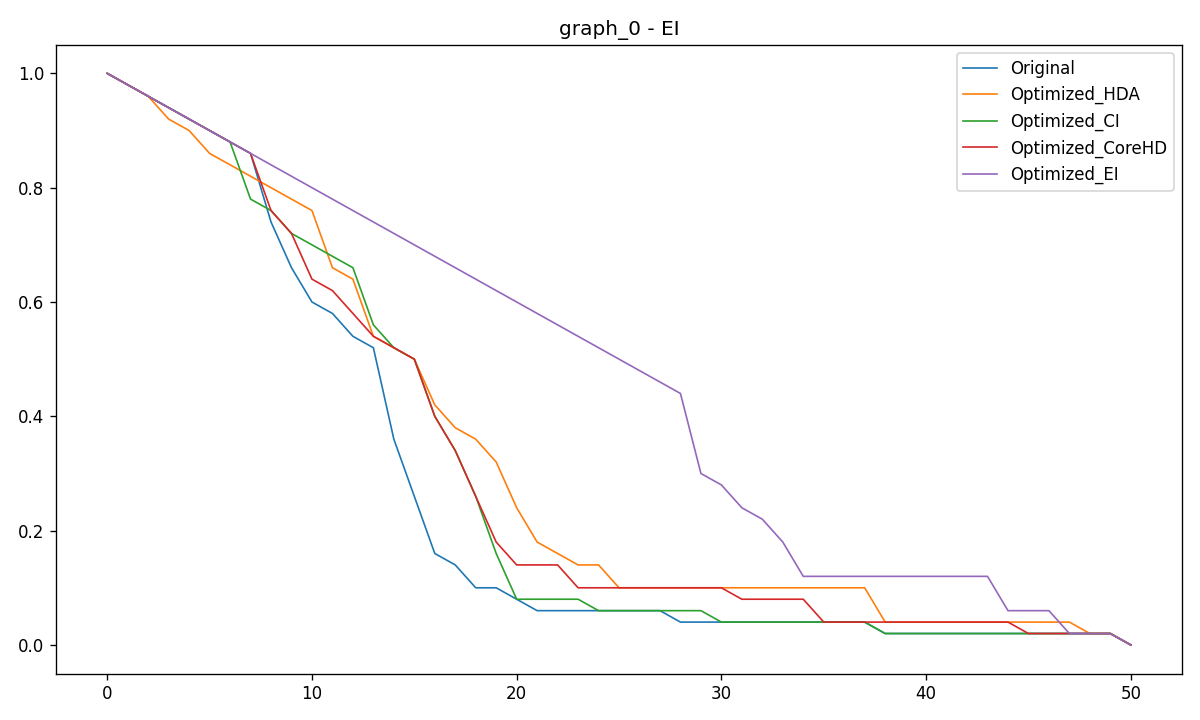 graph_0 - EI
Original
Optimized_HDA
Optimized_CI
Optimized_CoreHD
Optimized_EI
1.0
0.8
0.6
0.4
0.2
0.0
0 10 20 30 40 50